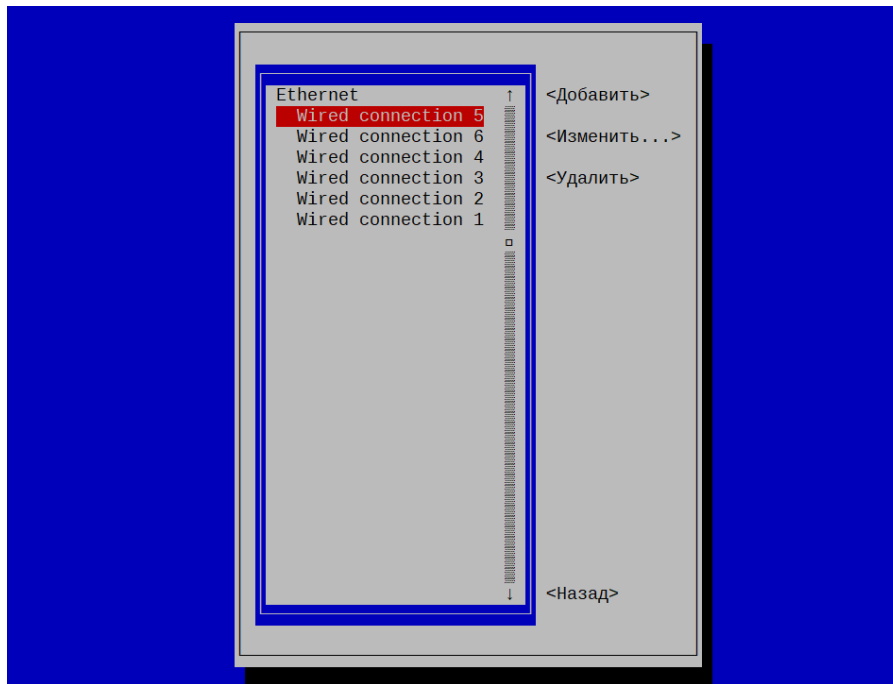 Ethernet
<Добавить>
Wired connection 5
Wired connection 6
<Изменить...>
Wired connection 4
Wired connection 3
<Удалить>
Wired connection 2
Wired connection 1
<Назад>